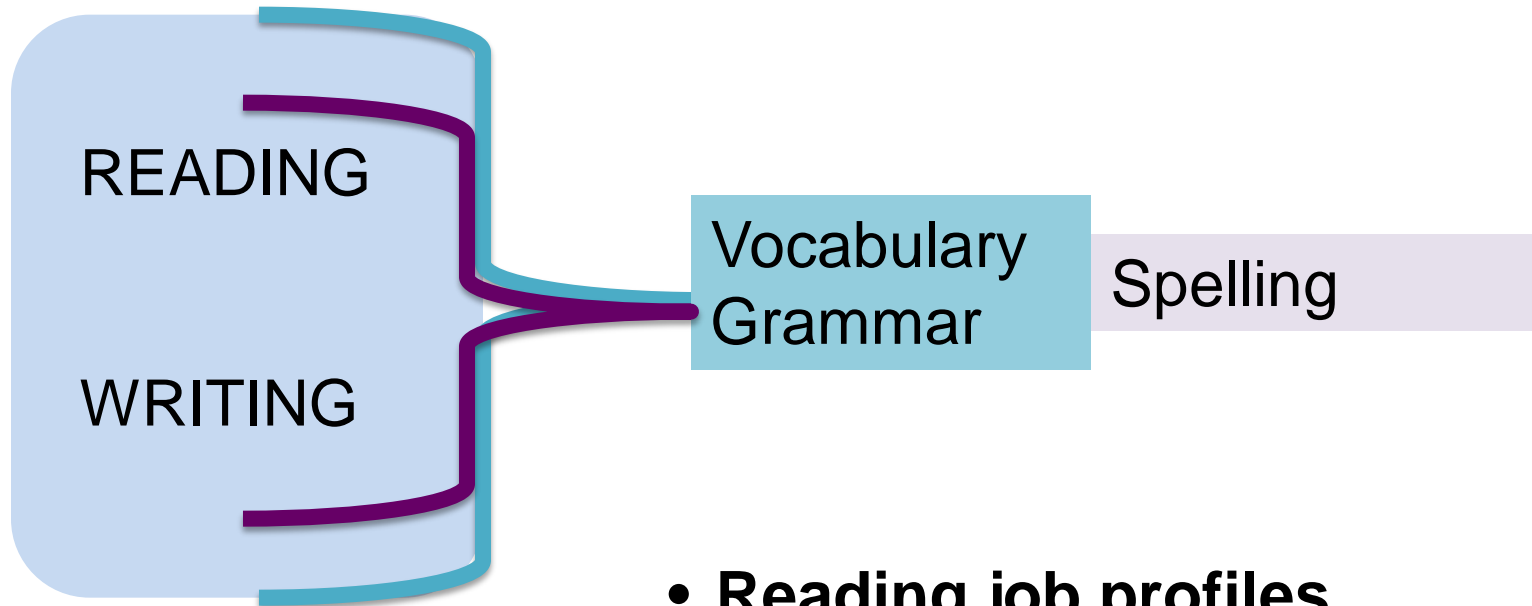 READING
WRITING
Vocabulary
Grammar
Spelling
• Reading job profiles